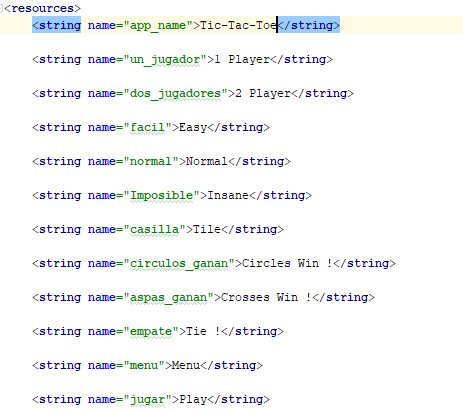 <resources>
<string name="app_name">Tic-Tac-Toe</string>
<string name="un_jugador">1 Player</string>
<string name="dos_jugadores">2 Player</string>
<string name="facil">Easy</string>
<string name="normal">Normal</string>
<string name="Imposible">Insane</string>
<string name="casilla">Tile</string>
<string name="circulos_ganan">Circles Win !</string>
<string name="aspas_ganan">Crosses Win !</string>
<string name="empate">Tie !</string>
<string name="menu">Menu</string>
<string name="jugar">Play</string>